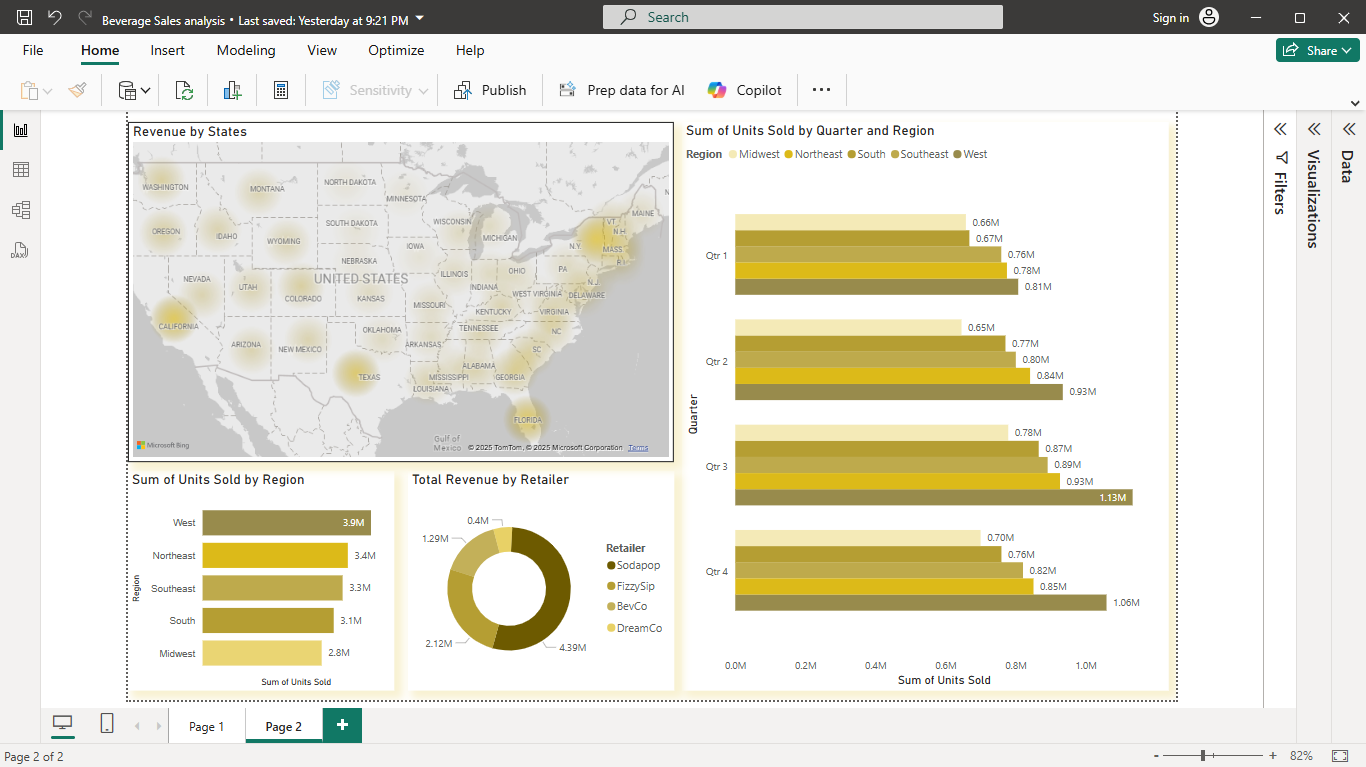 Beverage Sales analysis • Last saved: Yesterday at 9:21 PM
Search
Sign in
File
Home
Insert
Modeling
View
Optimize
Help
Share
Sensitivity
Publish
Prep data for AI
Copilot
DAX
Revenue by States
WASHINGTON
MONTANA
NORTH DAKOTA
MINNESOTA
MAINE
OREGON
IDAHO
SOUTH DAKOTA
WISCONSIN
VT.
N.H.
WYOMING
MICHIGAN
IOWA
N.Y.
MASS.
NEBRASKA
R.I.
NEVADA
UTAH
UNITED STATES
ILLINOIS
OHIO
PA
N.J.
COLORADO
KANSAS
INDIANA
MISSOURI
WEST VIRGINIA
DELAWARE
KENTUCKY
VIRGINIA
CALIFORNIA
OKLAHOMA
TENNESSEE
NC
ARIZONA
NEW MEXICO
ARKANSAS
SC
ALABAMA
TEXAS
MISSISSIPPI
GEORGIA
LOUISIANA
FLORIDA
Gulf of
Mexico
Microsoft Bing
© 2025 TomTom, © 2025 Microsoft Corporation Terms
Sum of Units Sold by Region
Region
West
3.9M
Northeast
3.4M
Southeast
3.3M
South
3.1M
Midwest
2.8M
Sum of Units Sold
Total Revenue by Retailer
0.4M
1.29M
2.12M
4.39M
Retailer
Sodapop
FizzySip
BevCo
DreamCo
Sum of Units Sold by Quarter and Region
Region Midwest Northeast South Southeast West
Quarter
Qtr 1
0.66M
0.67M
0.76M
0.78M
0.81M
Qtr 2
0.65M
0.77M
0.80M
0.84M
0.93M
Qtr 3
0.78M
0.87M
0.89M
0.93M
1.13M
Qtr 4
0.70M
0.76M
0.82M
0.85M
1.06M
0.0M 0.2M 0.4M 0.6M 0.8M 1.0M
Sum of Units Sold
Filters
Visualizations
Data
Page 1
Page 2
Page 2 of 2
82%